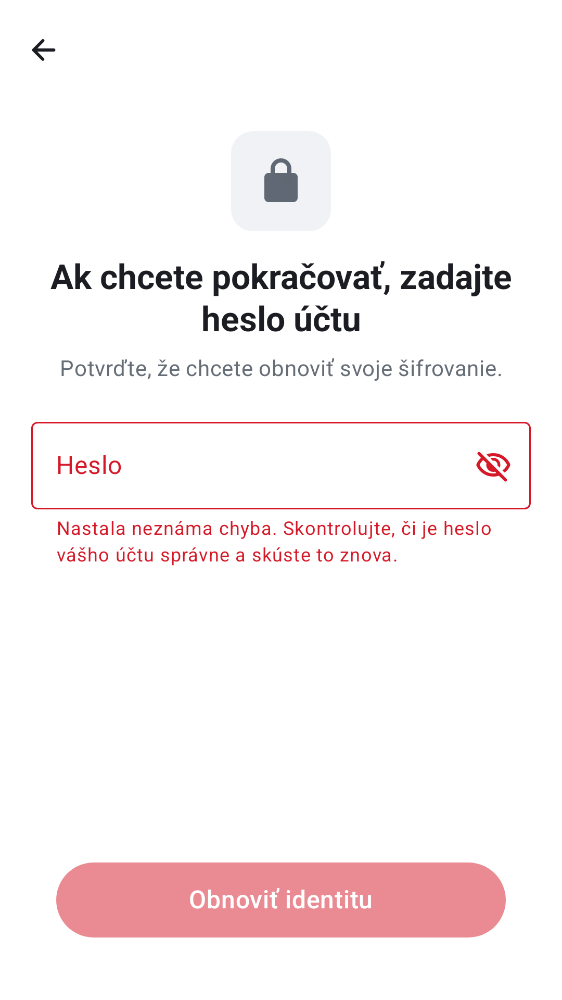 Ak chcete pokračovať, zadajte
heslo účtu
Potvrďte, že chcete obnoviť svoje šifrovanie.
Heslo
Nastala neznáma chyba. Skontrolujte, či je heslo
vášho účtu správne a skúste to znova.
Obnoviť identitu